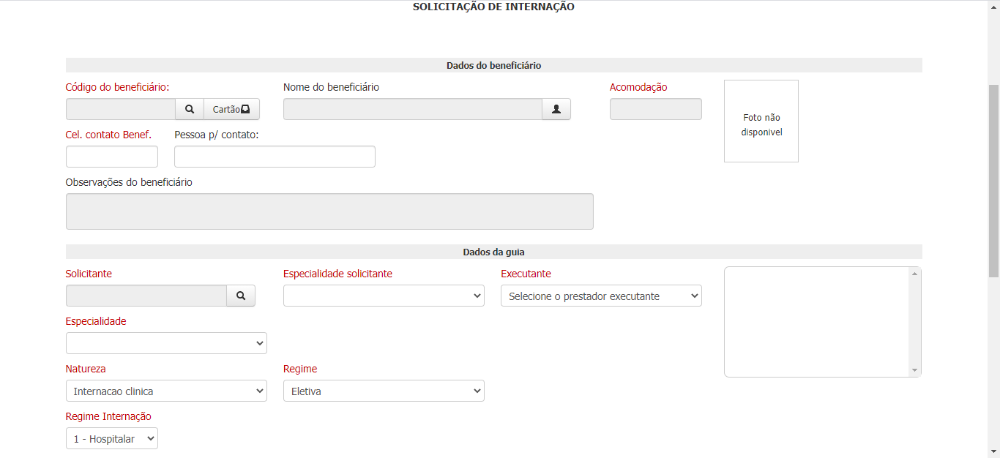 SOLICITAÇÃO DE INTERNAÇÃO
Dados do beneficiário
Código do beneficiário:
Nome do beneficiário
Acomodação
Cartão
Foto não
disponivel
Cel. contato Benef.
Pessoa p/ contato:
Observações do beneficiário
Dados da guia
Solicitante
Especialidade solicitante
Executante
Selecione o prestador executante
Especialidade
Natureza
Regime
Internacao clinica
Eletiva
Regime Internação
1 - Hospitalar